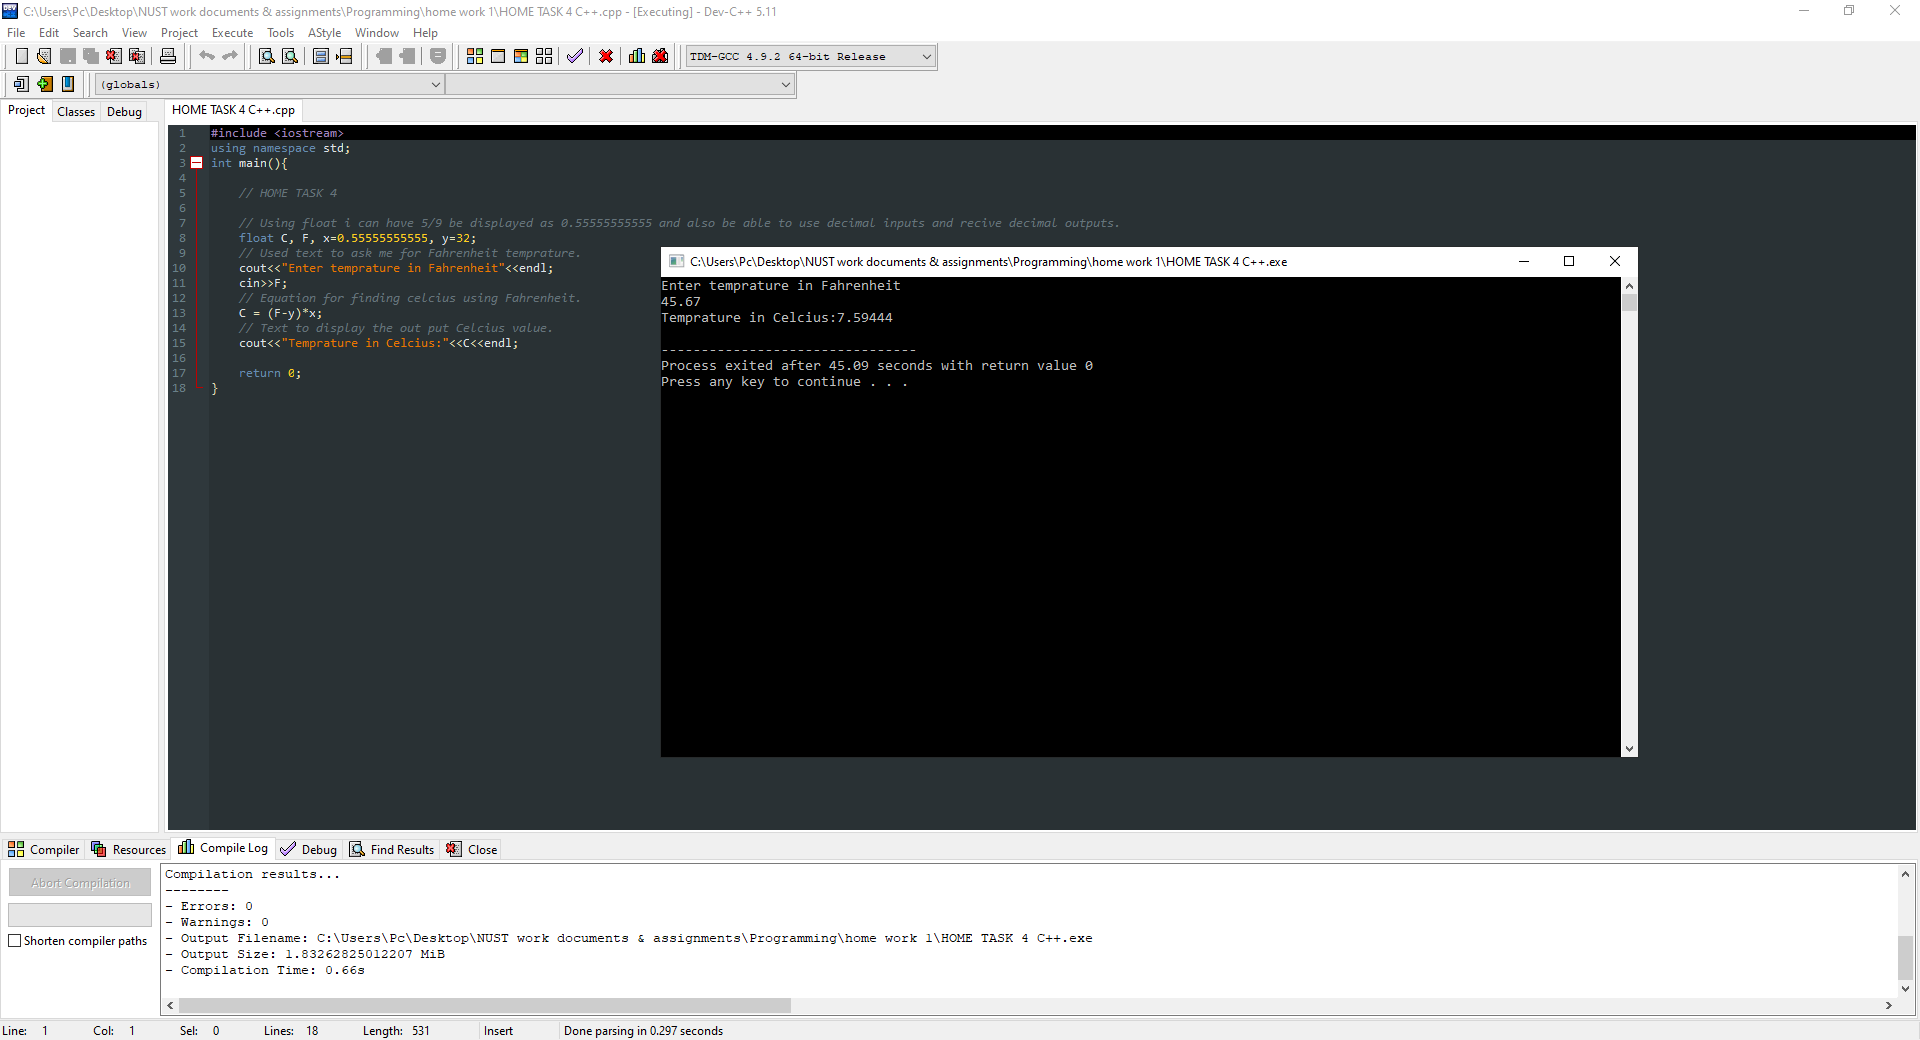 C:\Users\Pc\Desktop\NUST work documents & assignments\Programming\home work 1\HOME TASK 4 C++.cpp - [Executing] - Dev-C++ 5.11
File Edit Search View Project Execute Tools AStyle Window Help
TDM-GCC 4.9.2 64-bit Release
(globals)
Project Classes Debug
HOME TASK 4 C++.cpp
1 #include <iostream>
2 using namespace std;
3 int main(){
4
5 // HOME TASK 4
6
7 // Using float i can have 5/9 be displayed as 0.55555555555 and also be able to use decimal inputs and recive decimal outputs.
8 float C, F, x=0.55555555555, y=32;
9 // Used text to ask me for Fahrenheit temprature.
10 cout<<"Enter temprature in Fahrenheit"<<endl;
11 cin>>F;
12 // Equation for finding celcius using Fahrenheit.
13 C = (F-y)*x;
14 // Text to display the out put Celcius value.
15 cout<<"Temprature in Celcius:"<<C<<endl;
16
17 return 0;
18 }
C:\Users\Pc\Desktop\NUST work documents & assignments\Programming\home work 1\HOME TASK 4 C++.exe
Enter temprature in Fahrenheit
45.67
Temprature in Celcius:7.59444
--------------------------------
Process exited after 45.09 seconds with return value 0
Press any key to continue . . .
Compiler Resources Compile Log Debug Find Results Close
Abort Compilation
Shorten compiler paths
Compilation results...
--------
- Errors: 0
- Warnings: 0
- Output Filename: C:\Users\Pc\Desktop\NUST work documents & assignments\Programming\home work 1\HOME TASK 4 C++.exe
- Output Size: 1.83262825012207 MiB
- Compilation Time: 0.66s
Line: 1 Col: 1 Sel: 0 Lines: 18 Length: 531 Insert Done parsing in 0.297 seconds